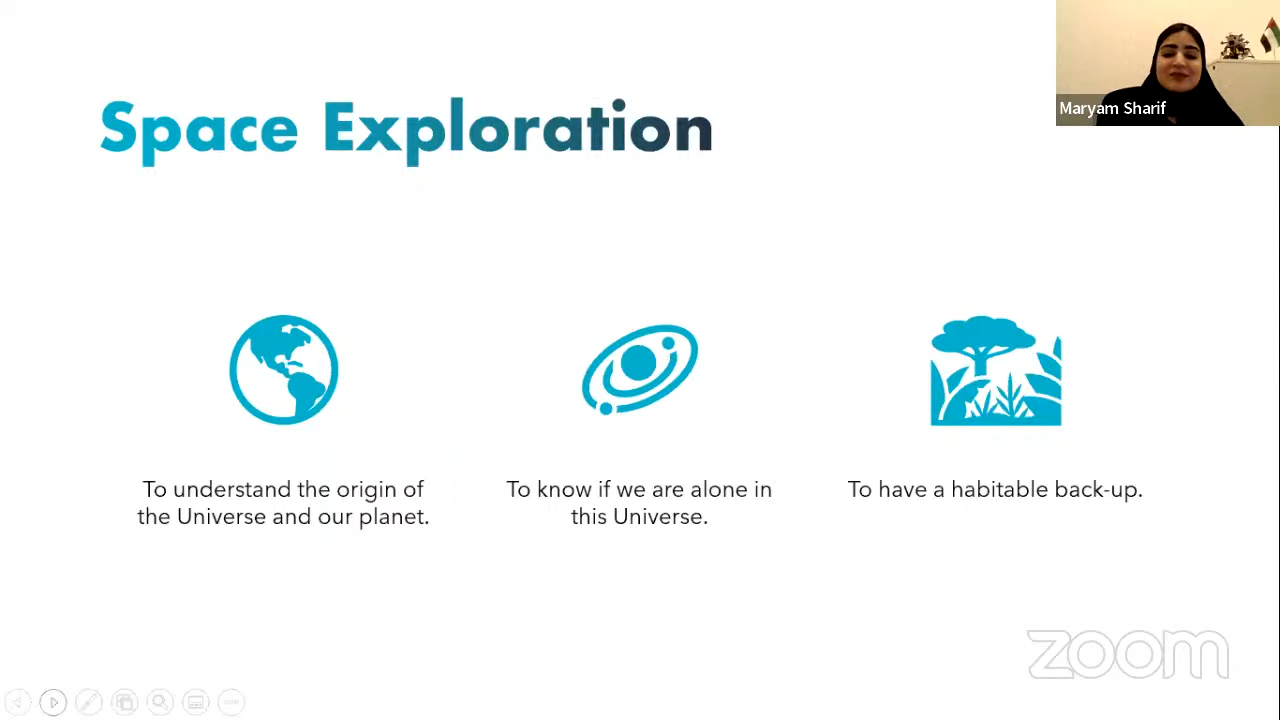 Maryam Sharif
Space Exploration
To understand the origin of
the Universe and our planet.
To know if we are alone in
this Universe.
To have a habitable back-up.
zoom